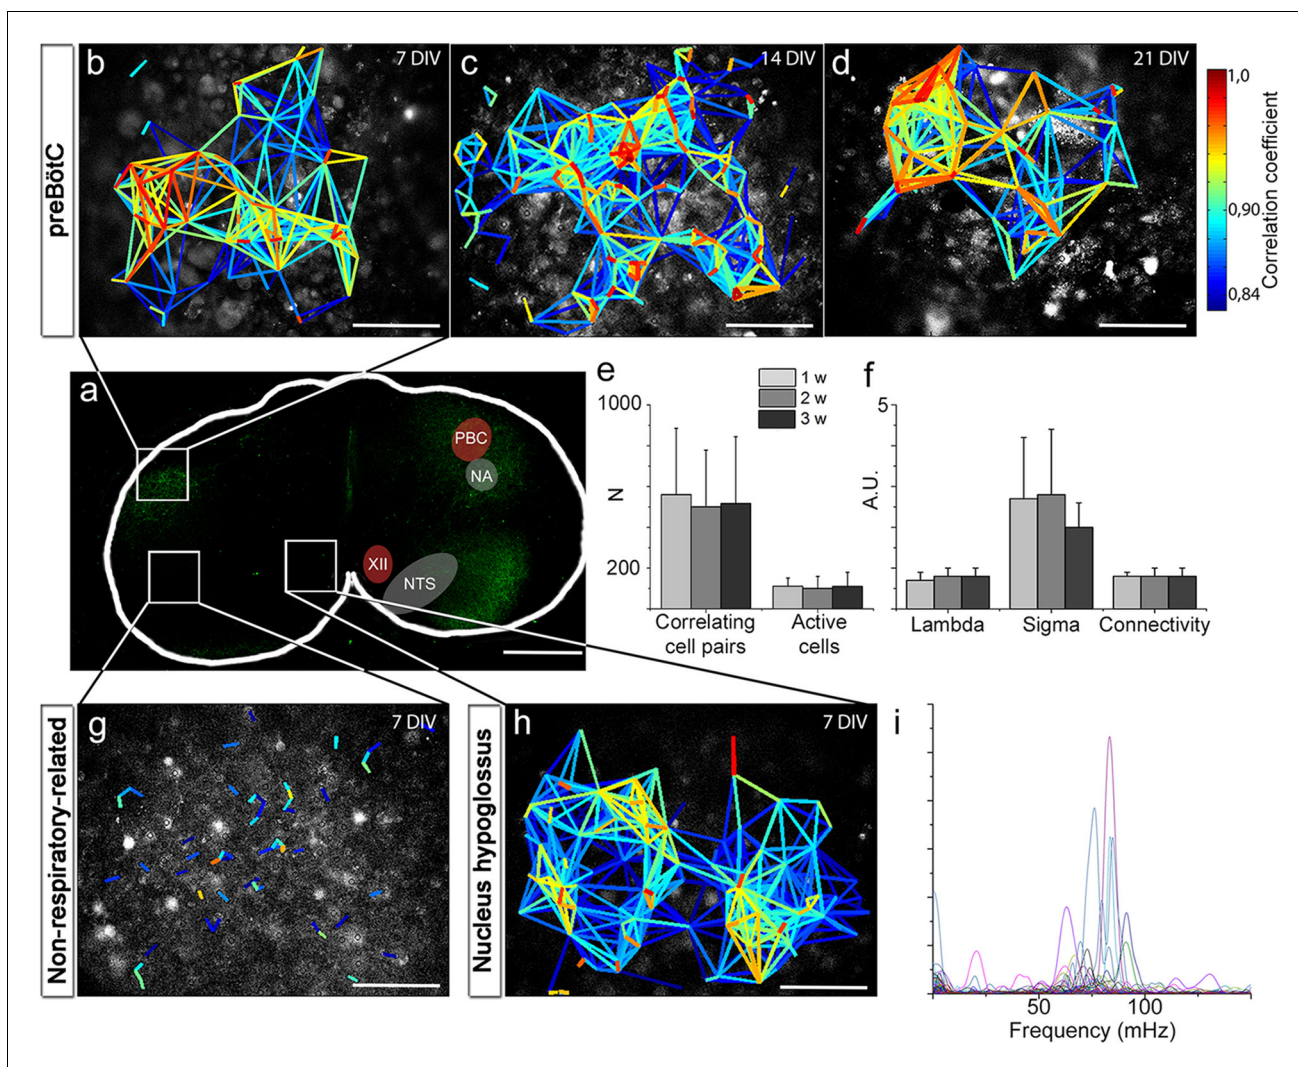 preBötC
b
7 DIV
c
14 DIV
d
21 DIV
1,0
0,90
0,84
Correlation coefficient
a
PBC
NA
XII
NTS
e
1000
N
200
Correlating
cell pairs
Active
cells
1 w
2 w
3 w
f
5
A.U.
Lambda
Sigma
Connectivity
Non-respiratory-related
g
7 DIV
Nucleus hypoglossus
h
7 DIV
i
50
100
Frequency (mHz)